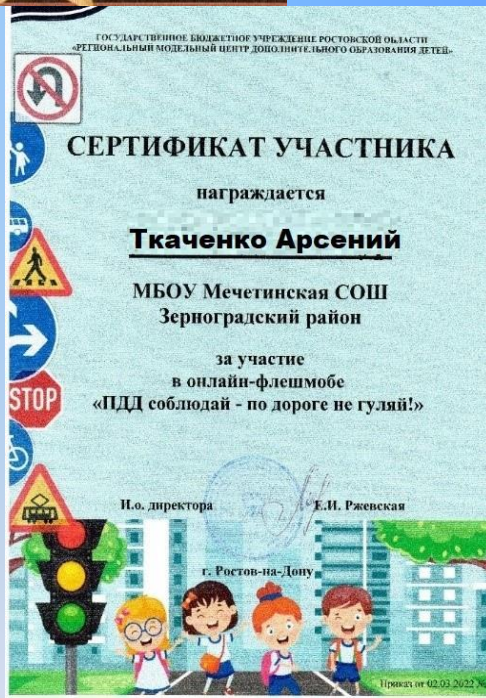 ГОСУДАРСТВЕННОЕ БЮДЖЕТНОЕ УЧРЕЖДЕНИЕ РОСТОВСКОЙ ОБЛАСТИ
«РЕГИОНАЛЬНЫЙ МОДЕЛЬНЫЙ ЦЕНТР ДОПОЛНИТЕЛЬНОГО ОБРАЗОВАНИЯ ДЕТЕЙ»
СЕРТИФИКАТ УЧАСТНИКА
награждается
Ткаченко Арсений
МБОУ Мечетинская СОШ
Зерноградский район
за участие
в онлайн-флешмобе
«ПДД соблюдай - по дороге не гуляй!»
STOP
И.о. директора Е.И. Ржевская
г. Ростов-на-Дону
Приказ от 02.03.2022 №